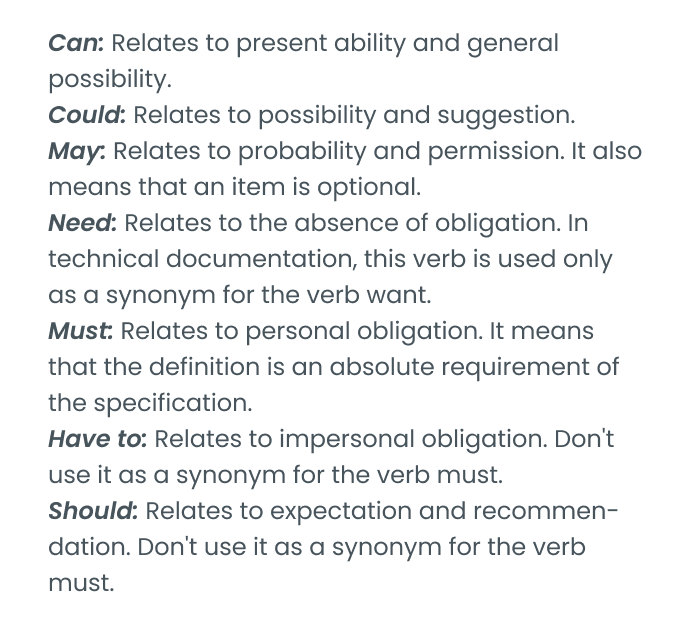 Can: Relates to present ability and general
possibility.
Could: Relates to possibility and suggestion.
May: Relates to probability and permission. It also
means that an item is optional.
Need: Relates to the absence of obligation. In
technical documentation, this verb is used only
as a synonym for the verb want.
Must: Relates to personal obligation. It means
that the definition is an absolute requirement of
the specification.
Have to: Relates to impersonal obligation. Don't
use it as a synonym for the verb must.
Should: Relates to expectation and recommen-
dation. Don't use it as a synonym for the verb
must.